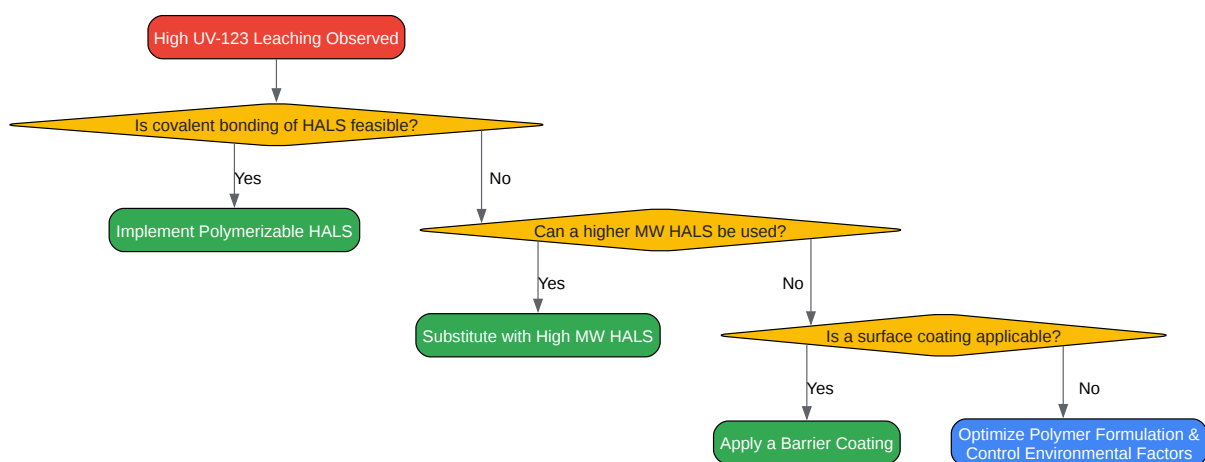 High UV-123 Leaching Observed
Is covalent bonding of HALS feasible?
Yes
No
Implement Polymerizable HALS
Can a higher MW HALS be used?
Yes
No
Substitute with High MW HALS
Is a surface coating applicable?
Yes
No
Apply a Barrier Coating
Optimize Polymer Formulation &
Control Environmental Factors